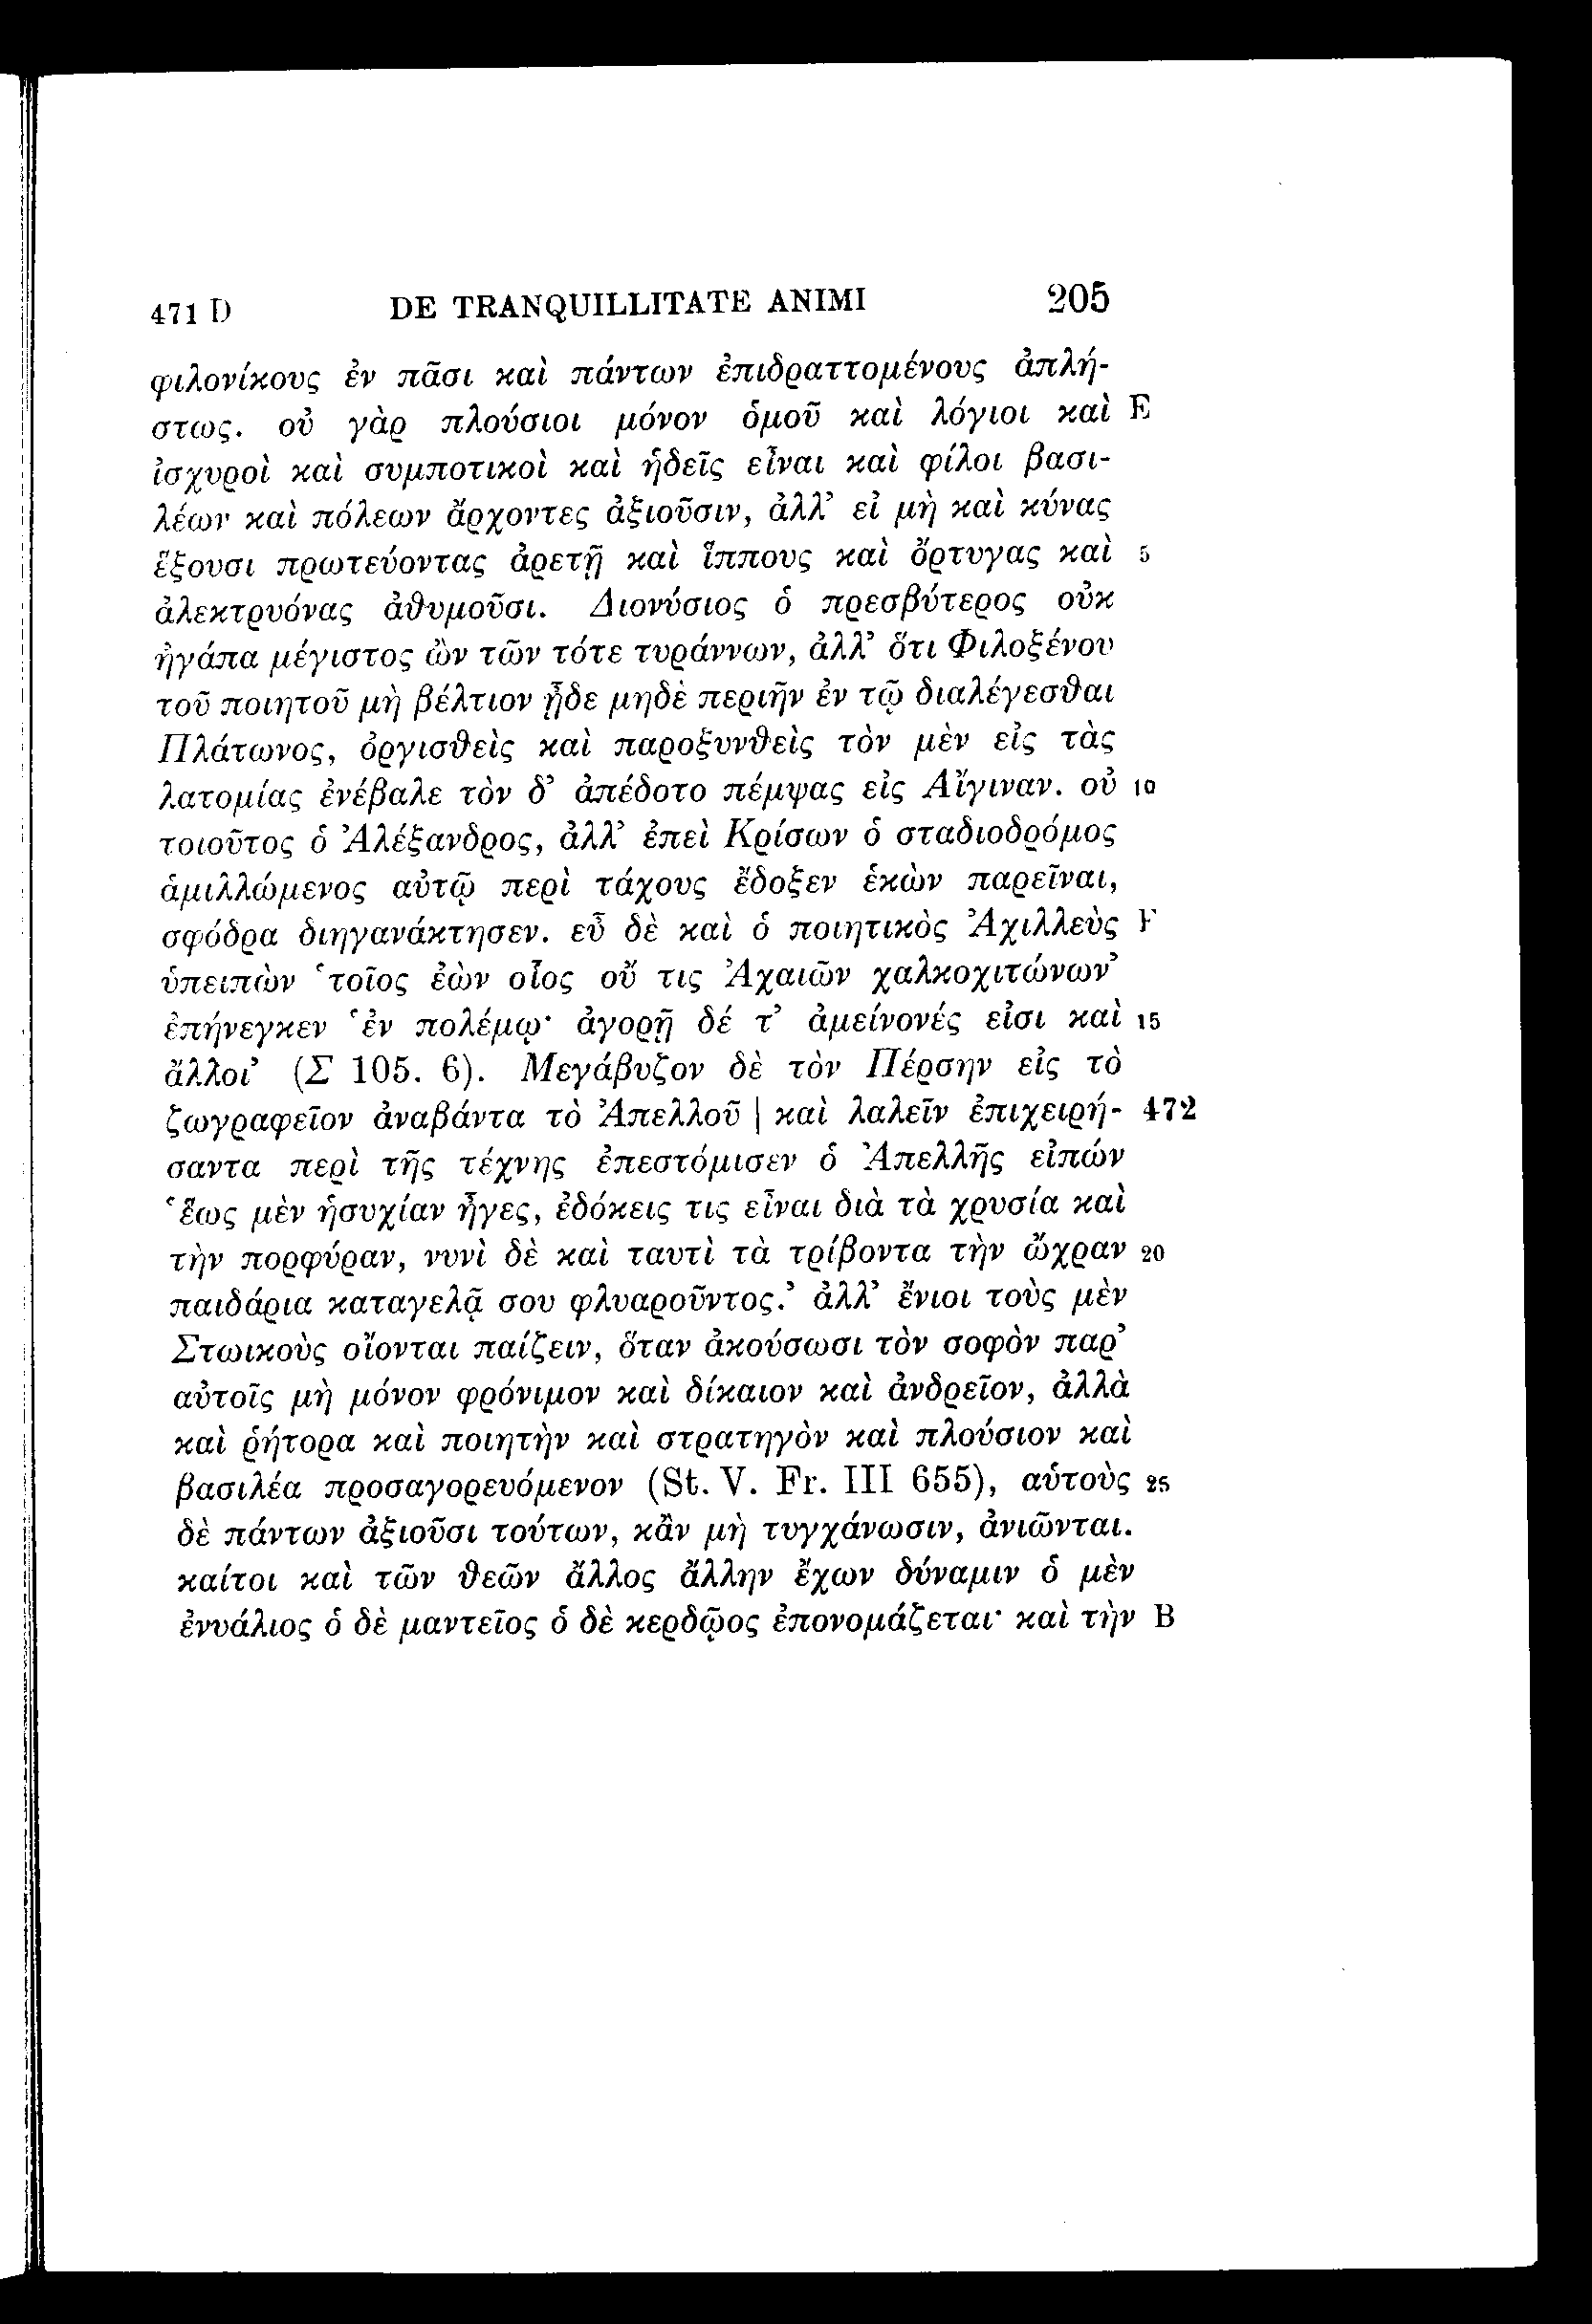 471 D DE TRANQUILLITATE ANIMI 205
φιλονίκους ἐν πᾶσι καὶ πάντων ἐπιδραττομένους ἀπλή-
στως. οὐ γὰρ πλούσιοι μόνον ὁμοῦ καὶ λόγιοι καὶ E
ἰσχυροὶ καὶ συμποτικοὶ καὶ ἡδεῖς εἶναι καὶ φίλοι βασι-
λέων καὶ πόλεων ἄρχοντες ἀξιοῦσιν, ἀλλ’ εἰ μὴ καὶ κύνας
ἕξουσι πρωτεύοντας ἀρετῇ καὶ ἵππους καὶ ὄρτυγας καὶ 5
ἀλεκτρυόνας ἀθυμοῦσι. Διονύσιος ὁ πρεσβύτερος οὐκ
ἠγάπα μέγιστος ὢν τῶν τότε τυράννων, ἀλλ’ ὅτι Φιλοξένου
τοῦ ποιητοῦ μὴ βέλτιον ᾖδε μηδὲ περιῆν ἐν τῷ διαλέγεσθαι
Πλάτωνος, ὀργισθεὶς καὶ παροξυνθεὶς τὸν μὲν εἰς τὰς
λατομίας ἐνέβαλε τὸν δ’ ἀπέδοτο πέμψας εἰς Αἴγιναν. οὐ 10
τοιοῦτος ὁ Ἀλέξανδρος, ἀλλ’ ἐπεὶ Κρίσων ὁ σταδιοδρόμος
ἁμιλλώμενος αὐτῷ περὶ τάχους ἔδοξεν ἑκὼν παρεῖναι,
σφόδρα διηγανάκτησεν. εὖ δὲ καὶ ὁ ποιητικὸς Ἀχιλλεὺς F
ὑπειπὼν ‘τοῖος ἐὼν οἷος οὔ τις Ἀχαιῶν χαλκοχιτώνων’
ἐπήνεγκεν ‘ἐν πολέμῳ· ἀγορῇ δέ τ’ ἀμείνονές εἰσι καὶ 15
ἄλλοι’ (Σ 105. 6). Μεγάβυζον δὲ τὸν Πέρσην εἰς τὸ
ζωγραφεῖον ἀναβάντα τὸ Ἀπελλοῦ | καὶ λαλεῖν ἐπιχειρή- 472
σαντα περὶ τῆς τέχνης ἐπεστόμισεν ὁ Ἀπελλῆς εἰπών
‘ἕως μὲν ἡσυχίαν ἦγες, ἐδόκεις τις εἶναι διὰ τὰ χρυσία καὶ
τὴν πορφύραν, νυνὶ δὲ καὶ ταυτὶ τὰ τρίβοντα τὴν ὤχραν 20
παιδάρια καταγελᾷ σου φλυαροῦντος.’ ἀλλ’ ἔνιοι τοὺς μὲν
Στωικοὺς οἴονται παίζειν, ὅταν ἀκούσωσι τὸν σοφὸν παρ’
αὐτοῖς μὴ μόνον φρόνιμον καὶ δίκαιον καὶ ἀνδρεῖον, ἀλλὰ
καὶ ῥήτορα καὶ ποιητὴν καὶ στρατηγὸν καὶ πλούσιον καὶ
βασιλέα προσαγορευόμενον (St. V. Fr. III 655), αὑτοὺς 25
δὲ πάντων ἀξιοῦσι τούτων, κἂν μὴ τυγχάνωσιν, ἀνιῶνται.
καίτοι καὶ τῶν θεῶν ἄλλος ἄλλην ἔχων δύναμιν ὁ μὲν
ἐνυάλιος ὁ δὲ μαντεῖος ὁ δὲ κερδῷος ἐπονομάζεται· καὶ τὴν B